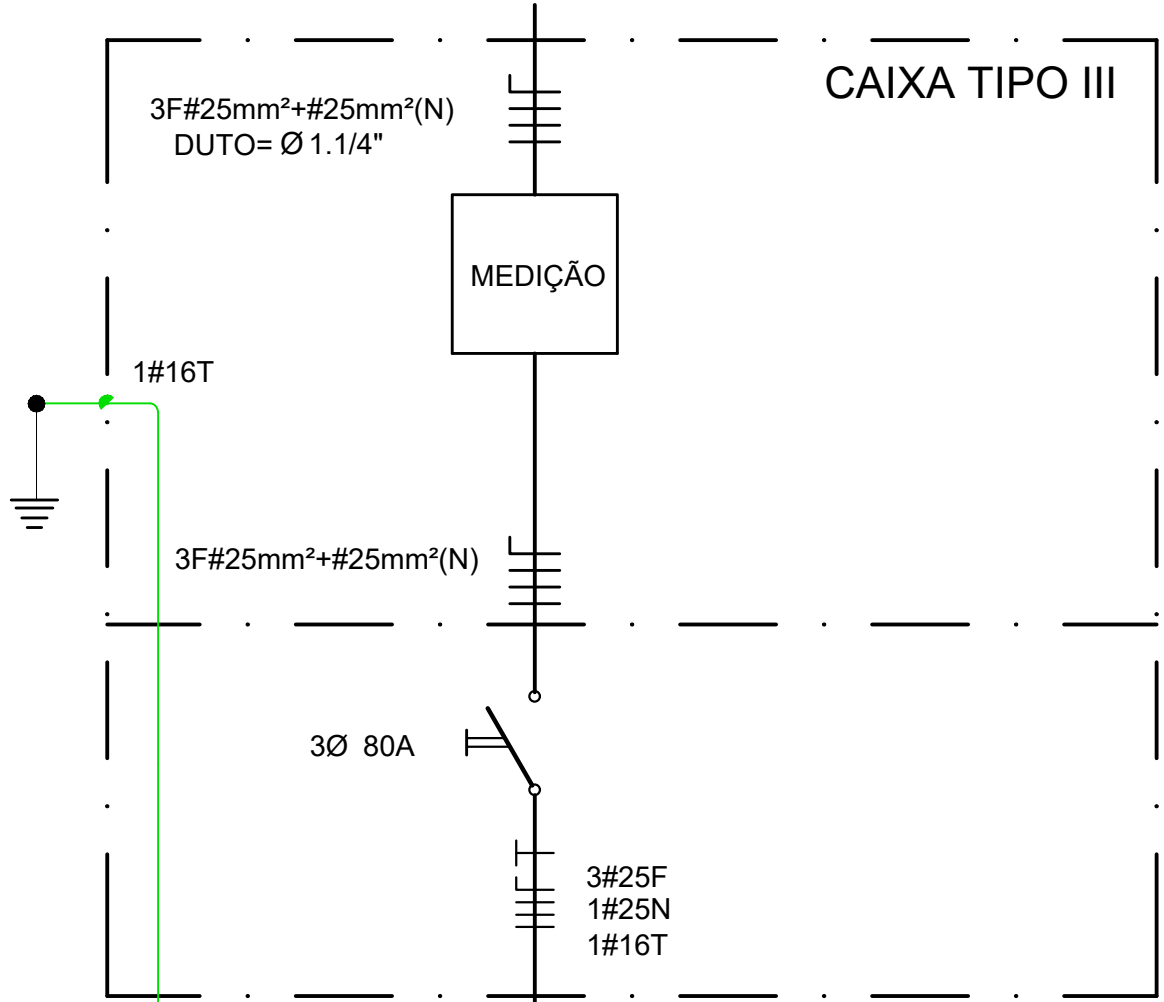 CAIXA TIPO III
3F#25mm²+#25mm²(N)
DUTO= Ø 1.1/4"
MEDIÇÃO
1#16T
3F#25mm²+#25mm²(N)
3Ø 80A
3#25F
1#25N
1#16T